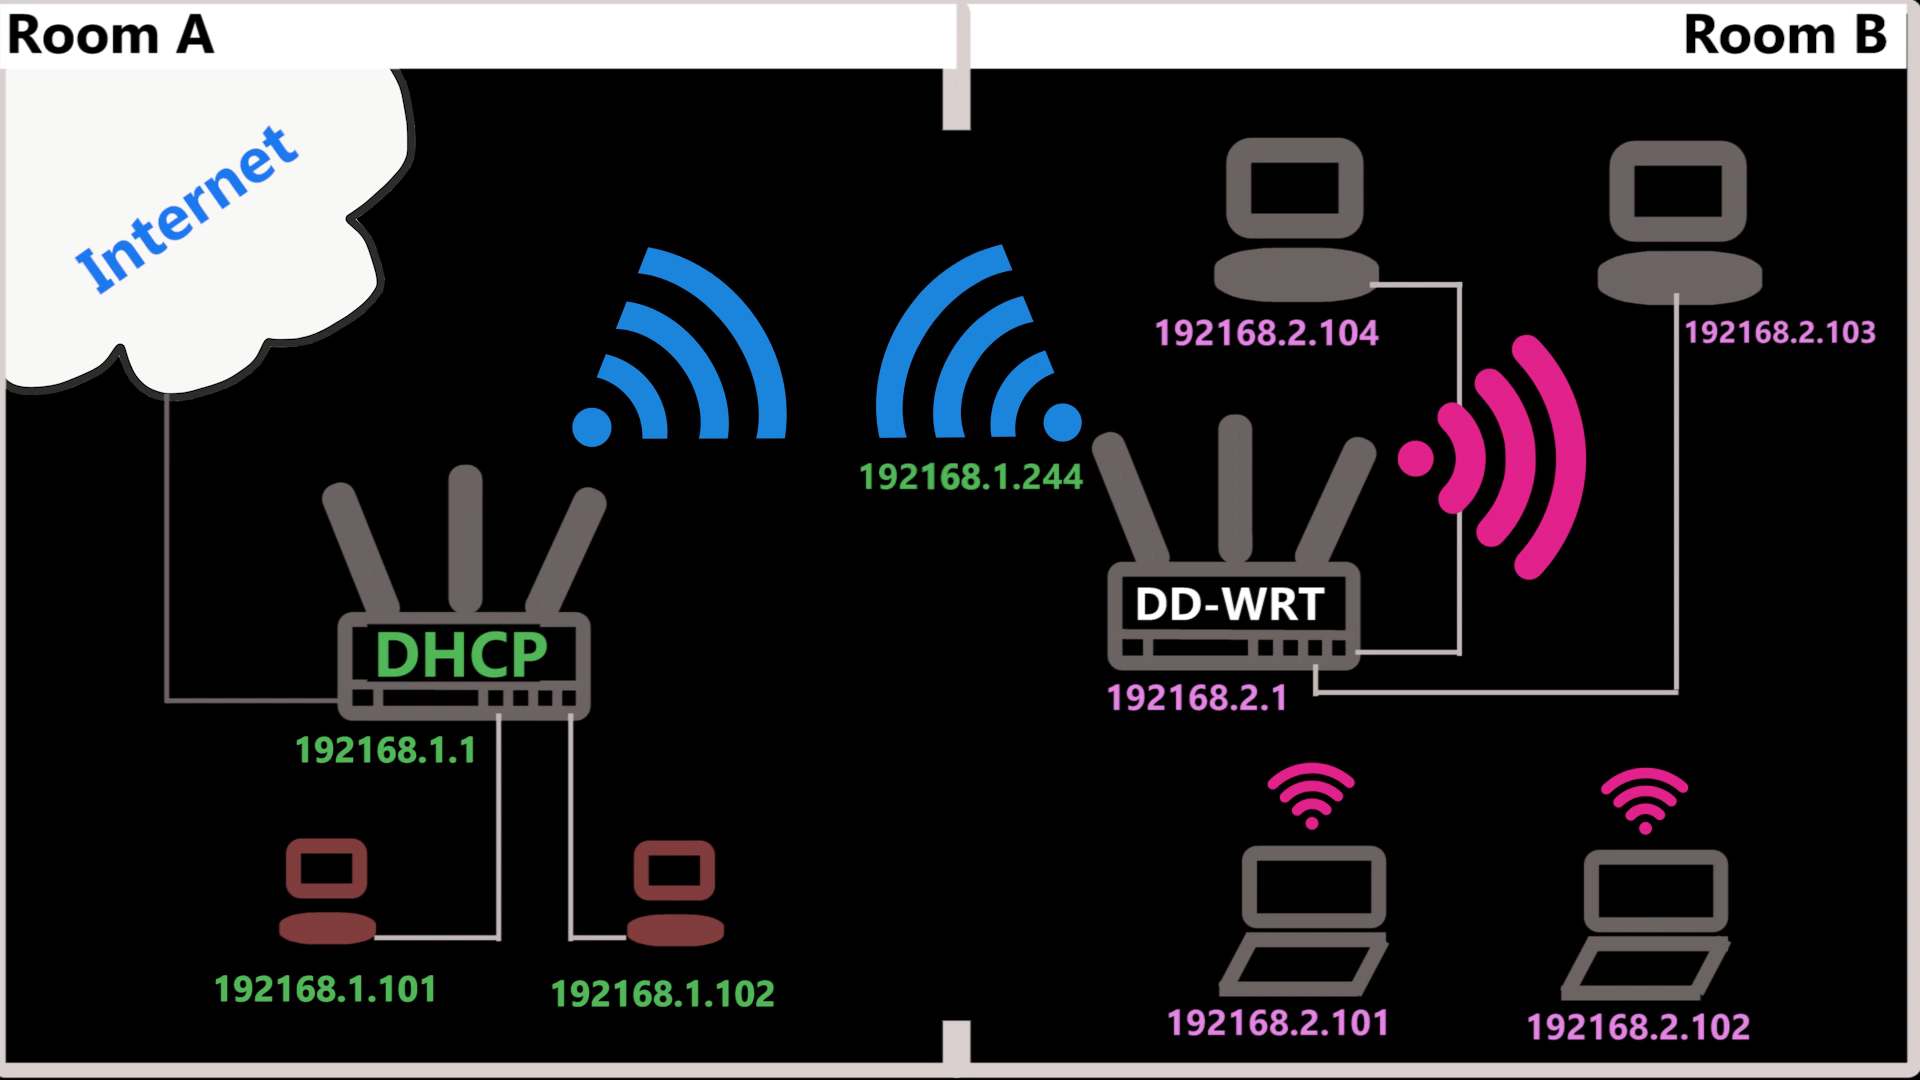 Room A
Room B
Internet
192168.2.104
192168.2.103
192168.1.244
DD-WRT
DHCP
192168.2.1
192168.1.1
192168.1.101
192168.1.102
192168.2.101
192168.2.102